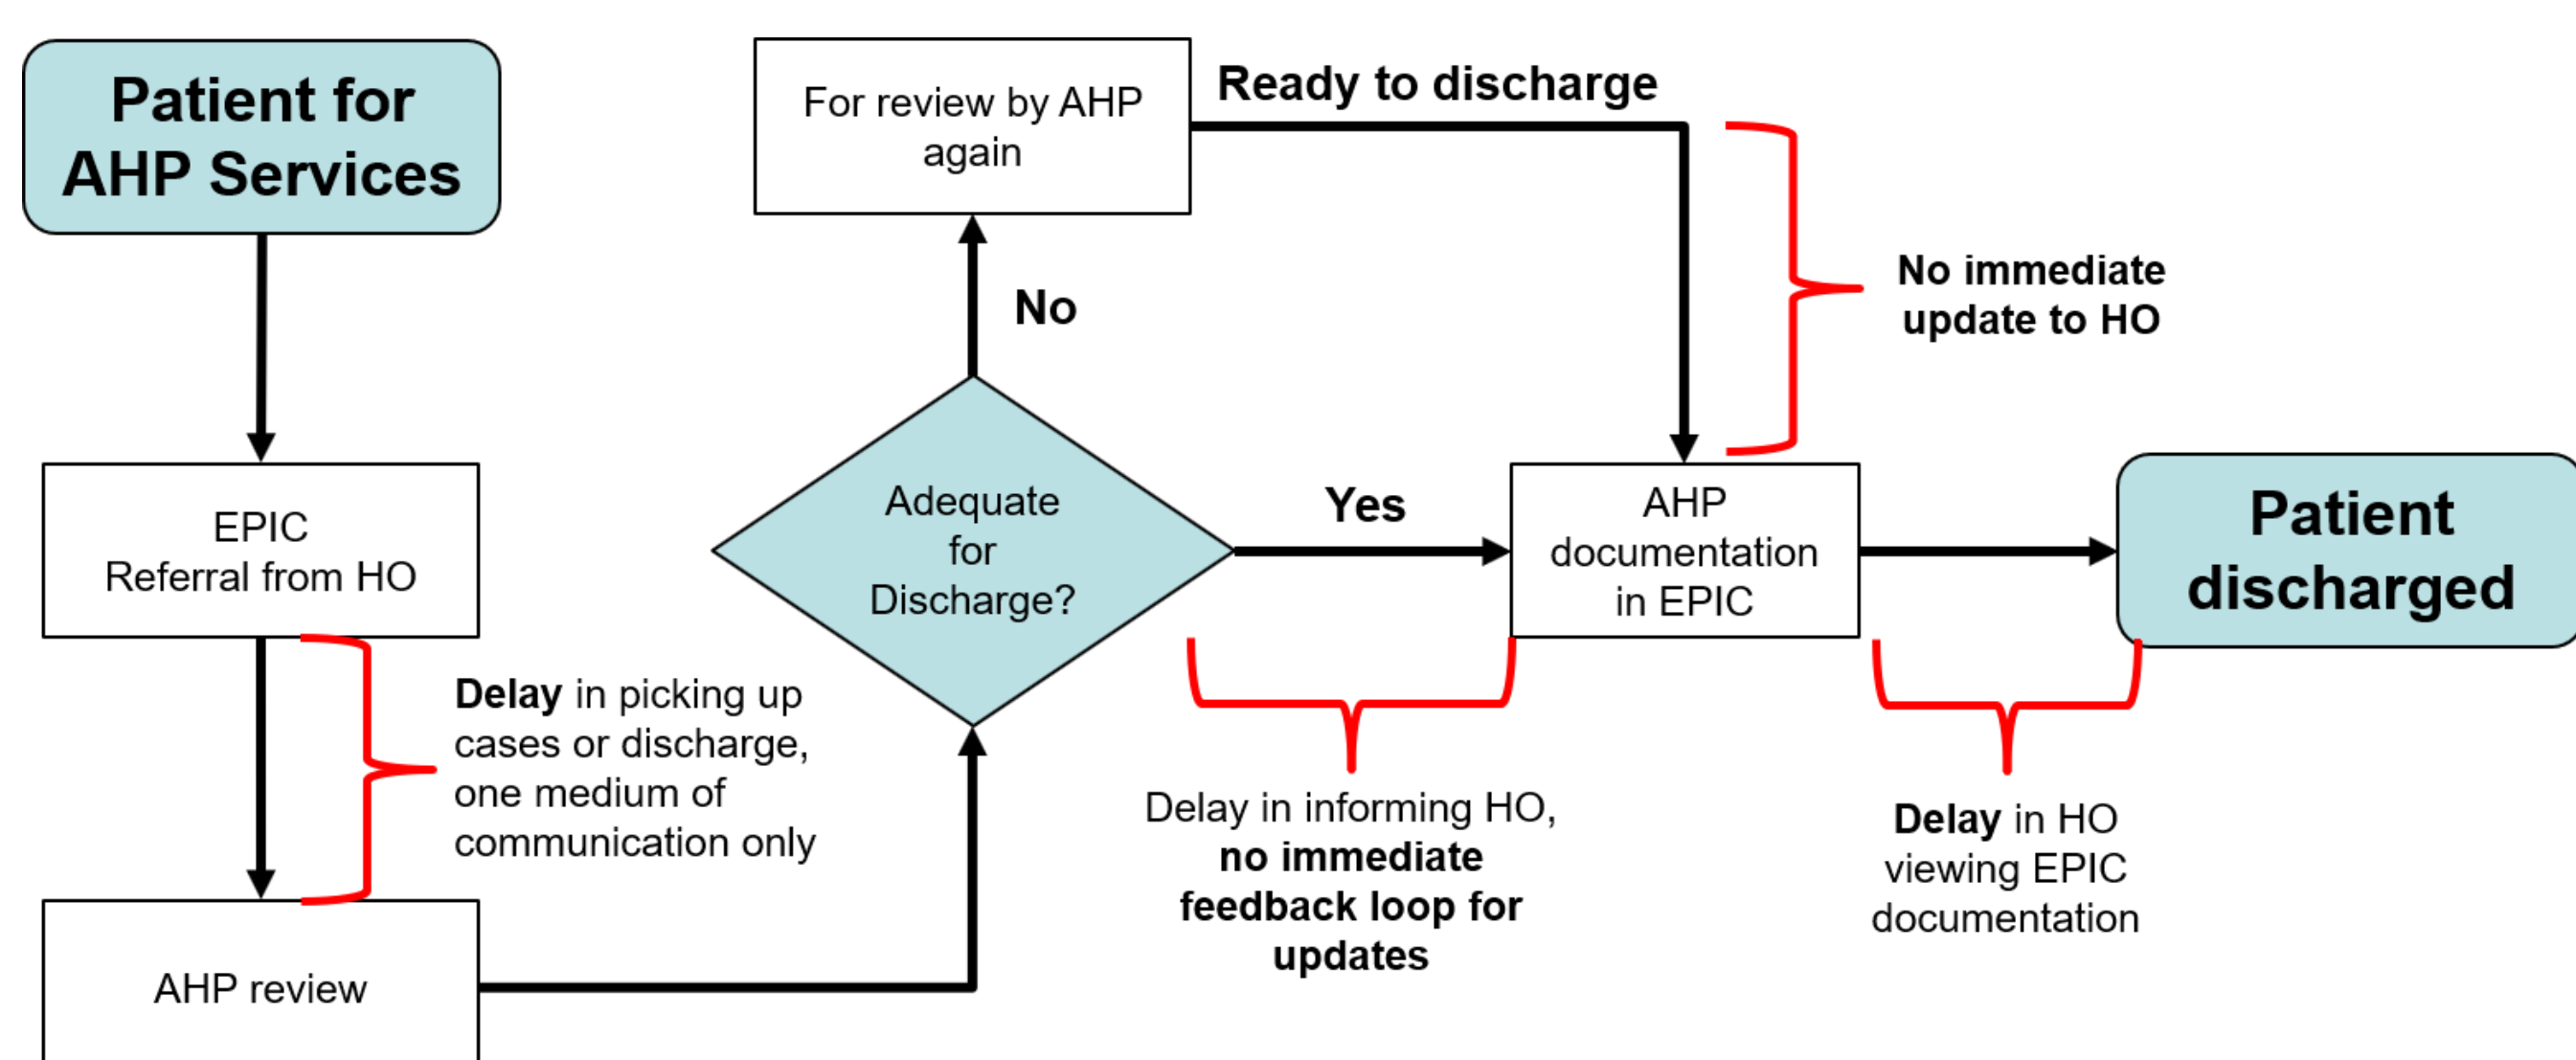 Patient for
AHP Services
EPIC
Referral from HO
Delay in picking up
cases or discharge,
one medium of
communication only
AHP review
For review by AHP
again
Ready to discharge
No
Adequate
for
Discharge?
Yes
No immediate
update to HO
AHP
documentation
in EPIC
Delay in informing HO,
no immediate
feedback loop for
updates
Patient
discharged
Delay in HO
viewing EPIC
documentation